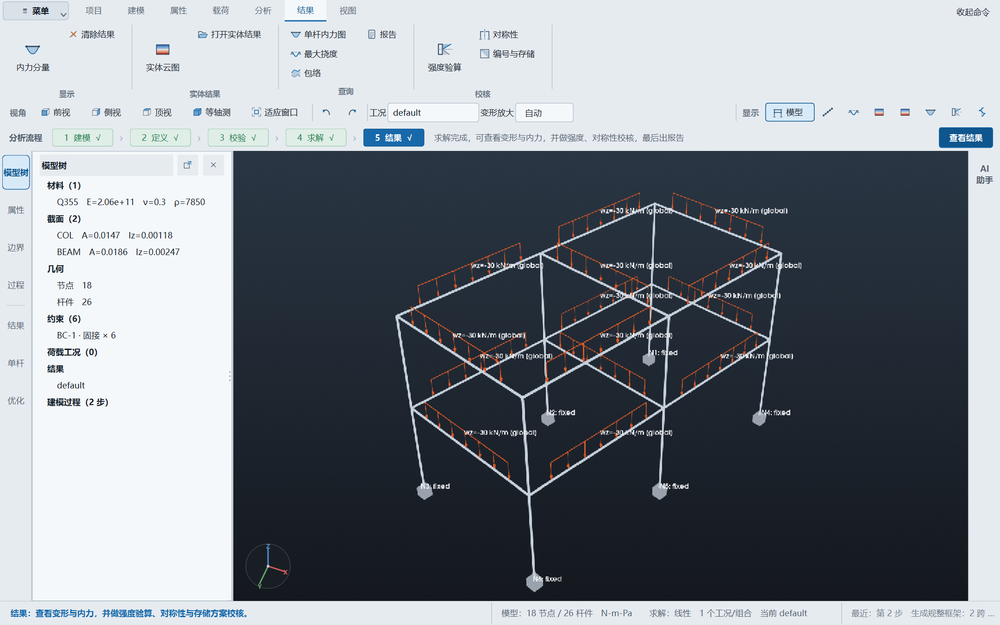 ≡ 菜单
项目
建模
属性
载荷
分析
结果
视图
收起命令
内力分量
清除结果
显示
实体云图
打开实体结果
实体结果
单杆内力图
报告
最大挠度
包络
查询
强度验算
对称性
编号与存储
校核
视角
前视
侧视
顶视
等轴测
适应窗口
工况
default
变形放大
自动
显示
模型
分析流程
1 建模 √
›
2 定义 √
›
3 校验 √
›
4 求解 √
›
5 结果 √
求解完成，可查看变形与内力，并做强度、对称性校核，最后出报告
查看结果
模型树
属性
边界
过程
结果
单杆
优化
模型树
×
材料（1）
Q355 E=2.06e+11 ν=0.3 ρ=7850
截面（2）
COL A=0.0147 Iz=0.00118
BEAM A=0.0186 Iz=0.00247
几何
节点 18
杆件 26
约束（6）
BC-1 · 固接 × 6
荷载工况（0）
结果
default
建模过程（2 步）
wz=-30 kN/m (global)
wz=-30 kN/m (global)
wz=-30 kN/m (global)
wz=-30 kN/m (global)
wz=-30 kN/m (global)
wz=-30 kN/m (global)
wz=-30 kN/m (global)
wz=-30 kN/m (global)
wz=-30 kN/m (global)
N1: fixed
wz=-30 kN/m (global)
wz=-30 kN/m (global)
N2: fixed
N4: fixed
wz=-30 kN/m (global)
wz=-30 kN/m (global)
N3: fixed
N5: fixed
N6: fixed
Z
X
Y
AI
助手
结果：查看变形与内力，并做强度验算、对称性与存储方案校核。
模型：18 节点 / 26 杆件 N-m-Pa
求解：线性 1 个工况/组合 当前 default
最近：第 2 步 生成规整框架：2 跨 ...